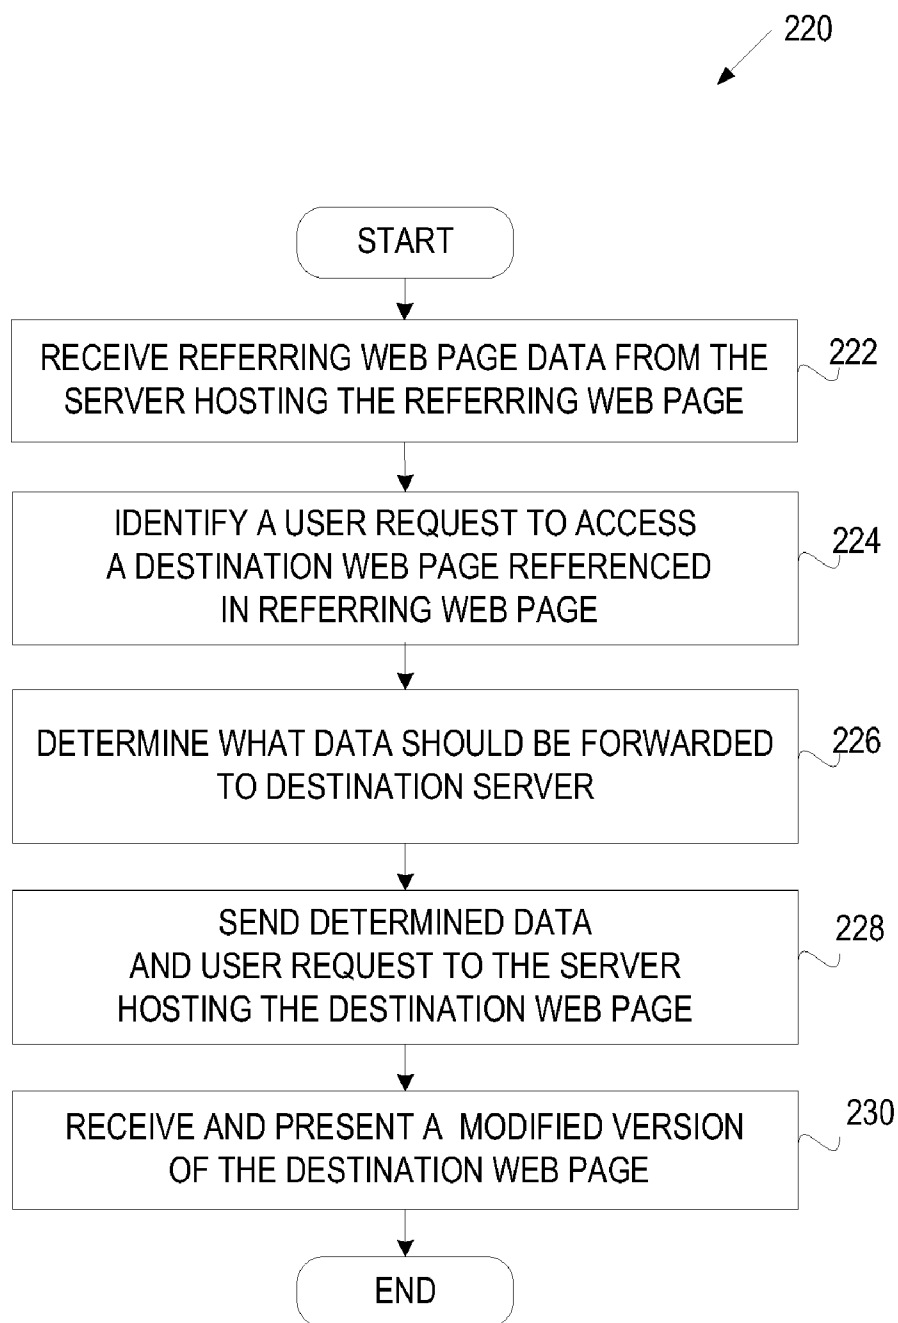 220
START
RECEIVE REFERRING WEB PAGE DATA FROM THE
SERVER HOSTING THE REFERRING WEB PAGE
222
IDENTIFY A USER REQUEST TO ACCESS
A DESTINATION WEB PAGE REFERENCED
IN REFERRING WEB PAGE
224
DETERMINE WHAT DATA SHOULD BE FORWARDED
TO DESTINATION SERVER
226
SEND DETERMINED DATA
AND USER REQUEST TO THE SERVER
HOSTING THE DESTINATION WEB PAGE
228
RECEIVE AND PRESENT A MODIFIED VERSION
OF THE DESTINATION WEB PAGE
230
END